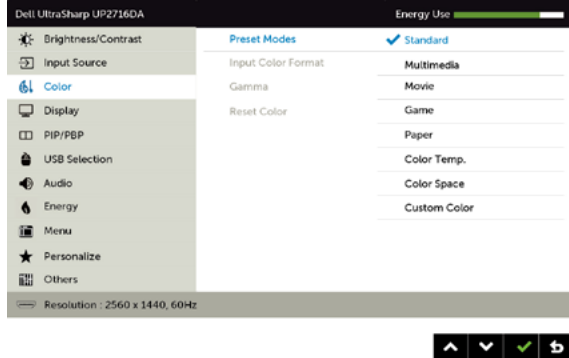 Dell UltraSharp UP2716DA
Energy Use
Brightness/Contrast
Preset Modes
Standard
Input Source
Input Color Format
Multimedia
Color
Gamma
Movie
Display
Reset Color
Game
PIP/PBP
Paper
USB Selection
Color Temp.
Audio
Color Space
Energy
Custom Color
Menu
Personalize
Others
Resolution : 2560 x 1440, 60Hz